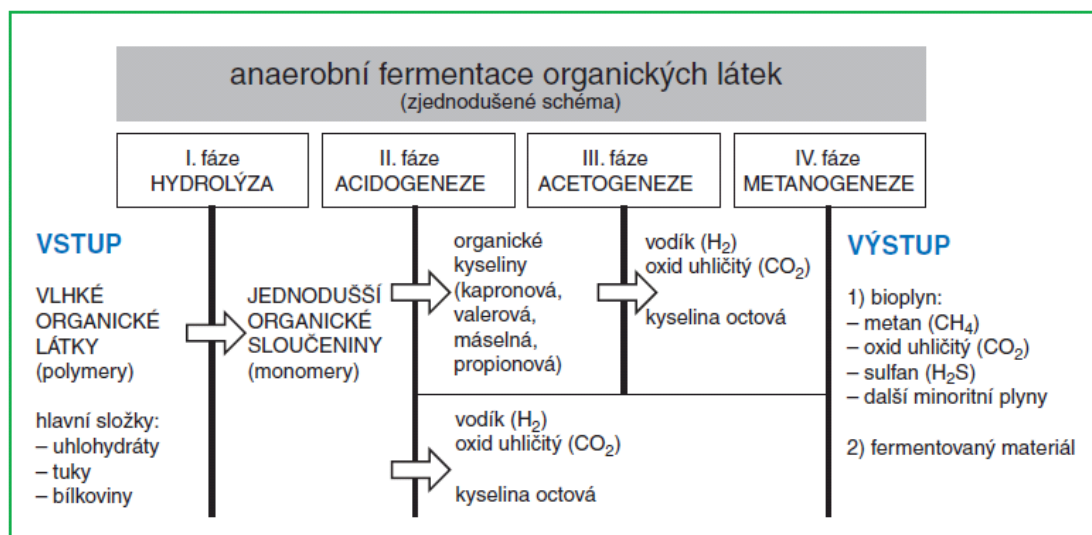 anaerobní fermentace organických látek
(zjednodušené schéma)
I. fáze
HYDROLÝZA
II. fáze
ACIDOGENEZE
III. fáze
ACETOGENEZE
IV. fáze
METANOGENEZE
VSTUP
VLHKÉ
ORGANICKÉ
LÁTKY
(polymery)
hlavní složky:
– uhlohydráty
– tuky
– bílkoviny
JEDNODUŠŠÍ
ORGANICKÉ
SLOUČENINY
(monomery)
organické
kyseliny
(kapronová,
valerová,
máselná,
propionová)
vodík (H₂)
oxid uhličitý (CO₂)
kyselina octová
vodík (H₂)
oxid uhličitý (CO₂)
kyselina octová
VÝSTUP
1) bioplyn:
– metan (CH₄)
– oxid uhličitý (CO₂)
– sulfan (H₂S)
– další minoritní plyny
2) fermentovaný materiál